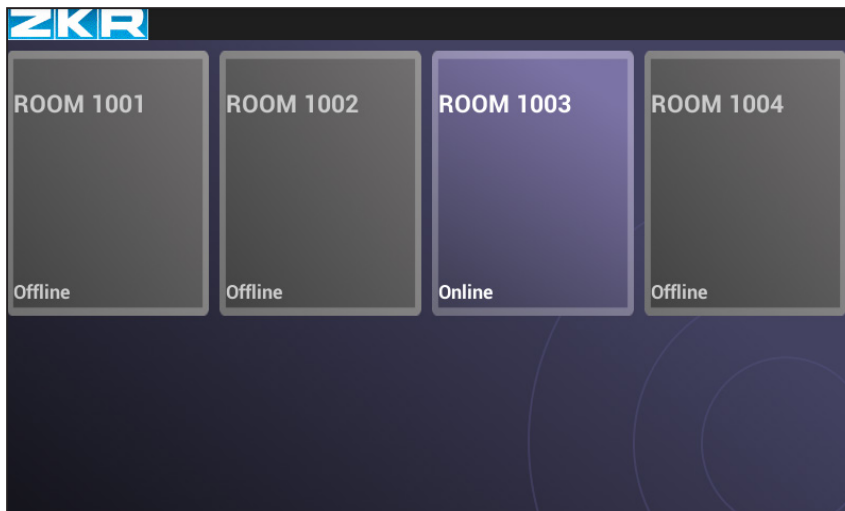 ZKR
ROOM 1001
ROOM 1002
ROOM 1003
ROOM 1004
Offline
Offline
Online
Offline